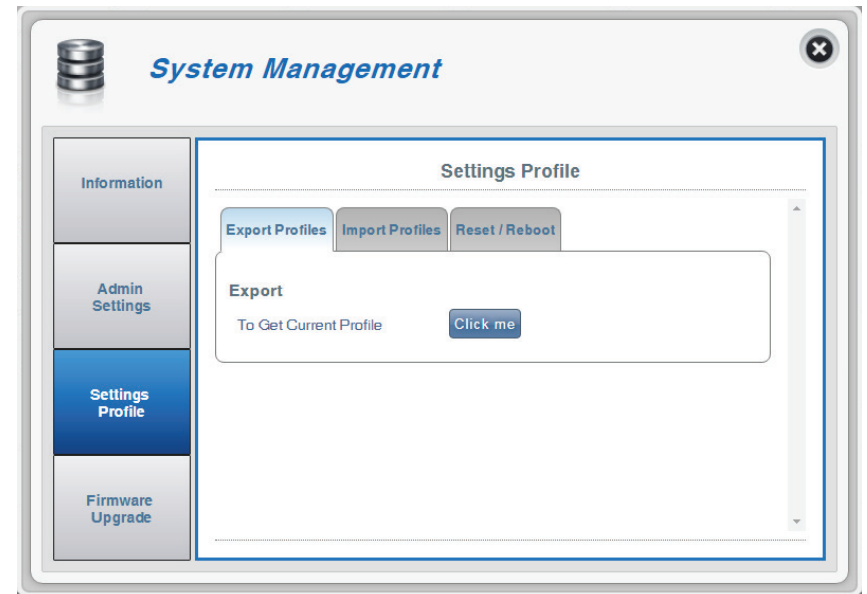 System Management
Information
Admin
Settings
Settings
Profile
Firmware
Upgrade
Settings Profile
Export Profiles
Import Profiles
Reset / Reboot
Export
To Get Current Profile
Click me